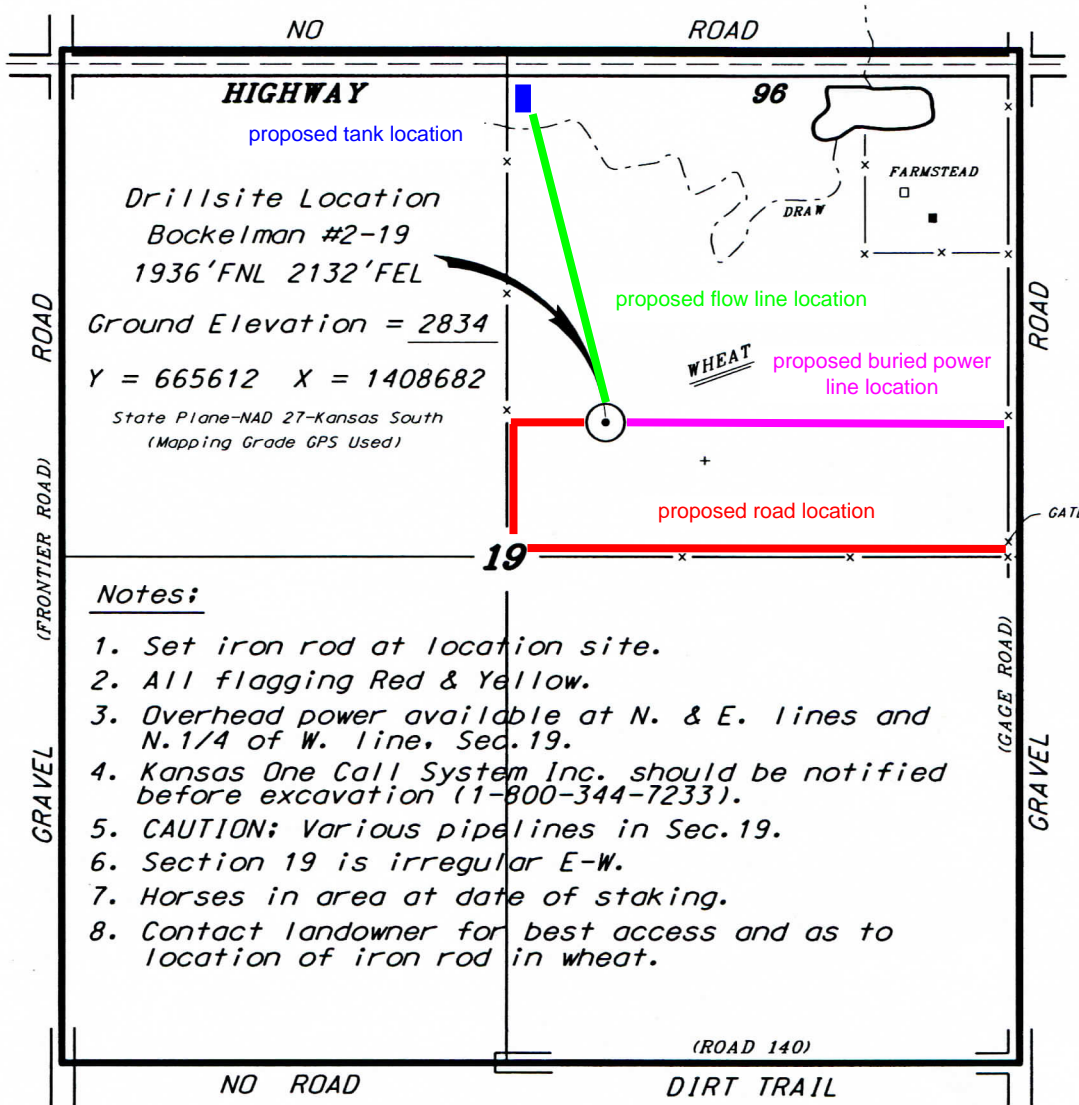 NO ROAD
HIGHWAY 96
proposed tank location
FARMSTEAD
Drillsite Location
Bockelman #2-19
1936'FNL 2132'FEL
DRAW
proposed flow line location
Ground Elevation = 2834
ROAD
ROAD
WHEAT
proposed buried power
line location
Y = 665612 X = 1408682
State Plane-NAD 27-Kansas South
(Mapping Grade GPS Used)
(FRONTIER ROAD)
proposed road location
GATE
19
Notes:
1. Set iron rod at location site.
2. All flagging Red & Yellow.
3. Overhead power available at N. & E. lines and
N.1/4 of W. line, Sec.19.
4. Kansas One Call System Inc. should be notified
before excavation (1-800-344-7233).
5. CAUTION: Various pipelines in Sec.19.
6. Section 19 is irregular E-W.
7. Horses in area at date of staking.
8. Contact landowner for best access and as to
location of iron rod in wheat.
(GAGE ROAD)
GRAVEL
GRAVEL
(ROAD 140)
NO ROAD
DIRT TRAIL